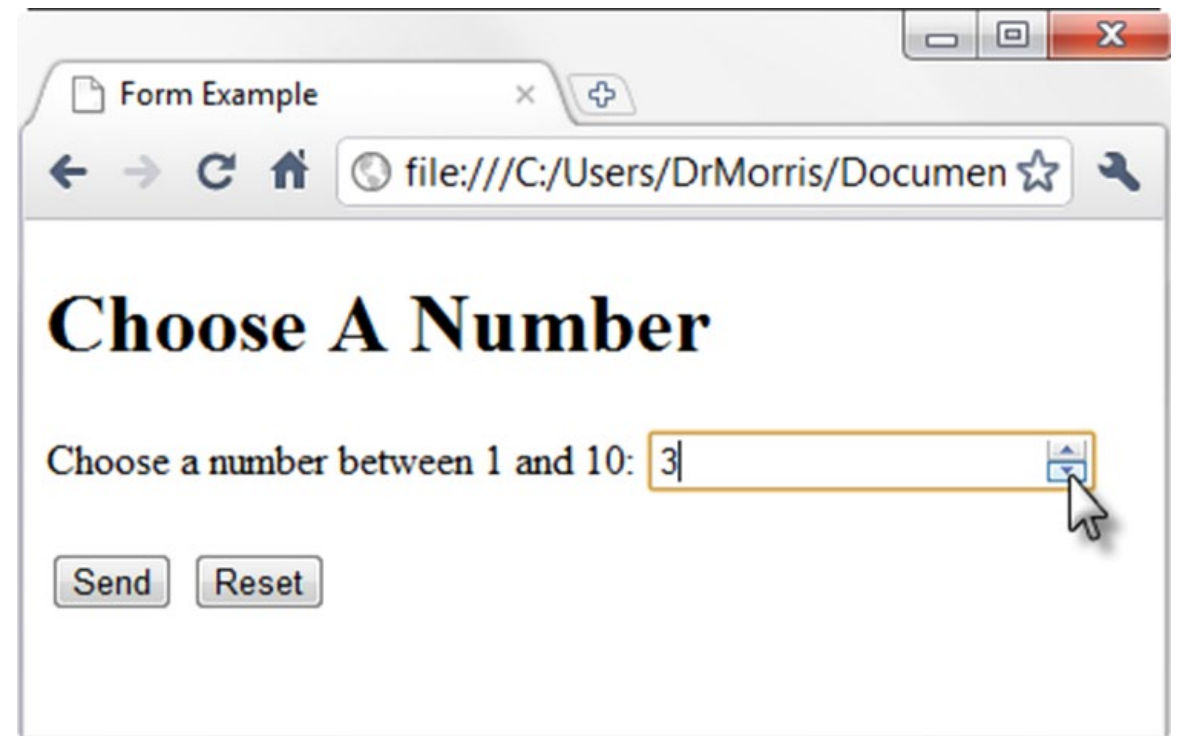 Form Example
file:///C:/Users/DrMorris/Documen
Choose A Number
Choose a number between 1 and 10: 3
Send Reset